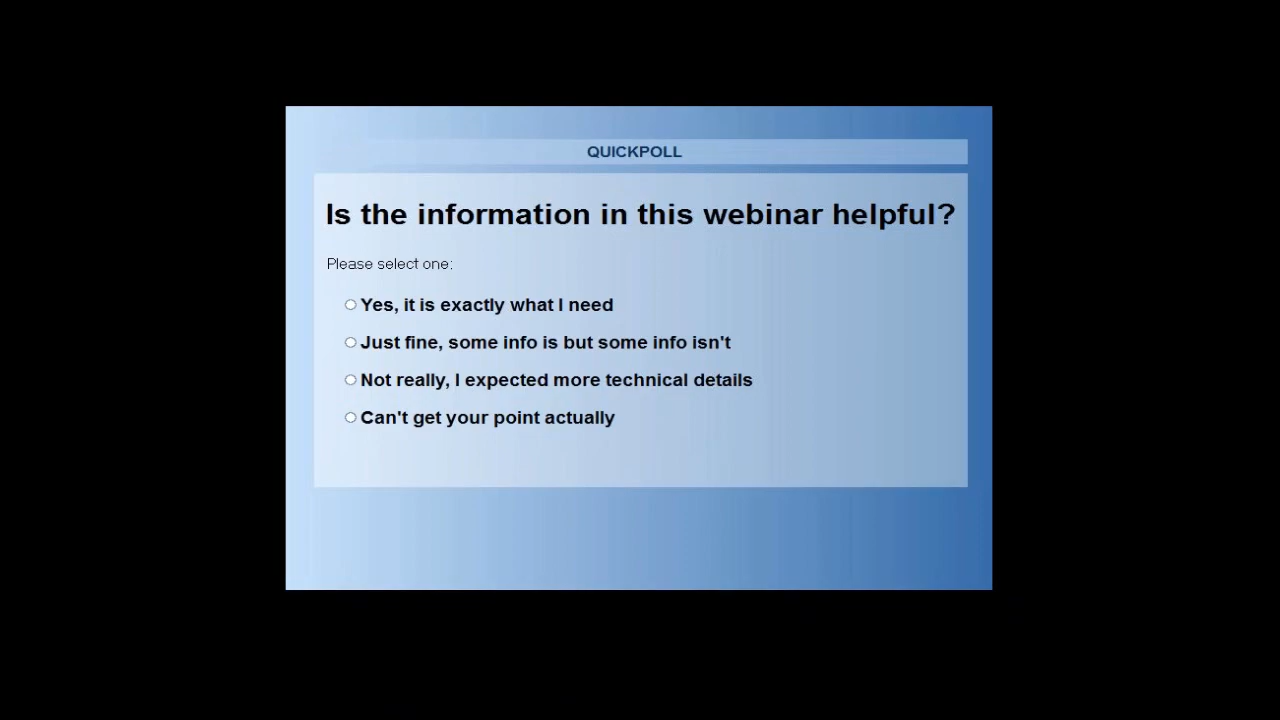 QUICKPOLL
Is the information in this webinar helpful?
Please select one:
Yes, it is exactly what I need
Just fine, some info is but some info isn't
Not really, I expected more technical details
Can't get your point actually